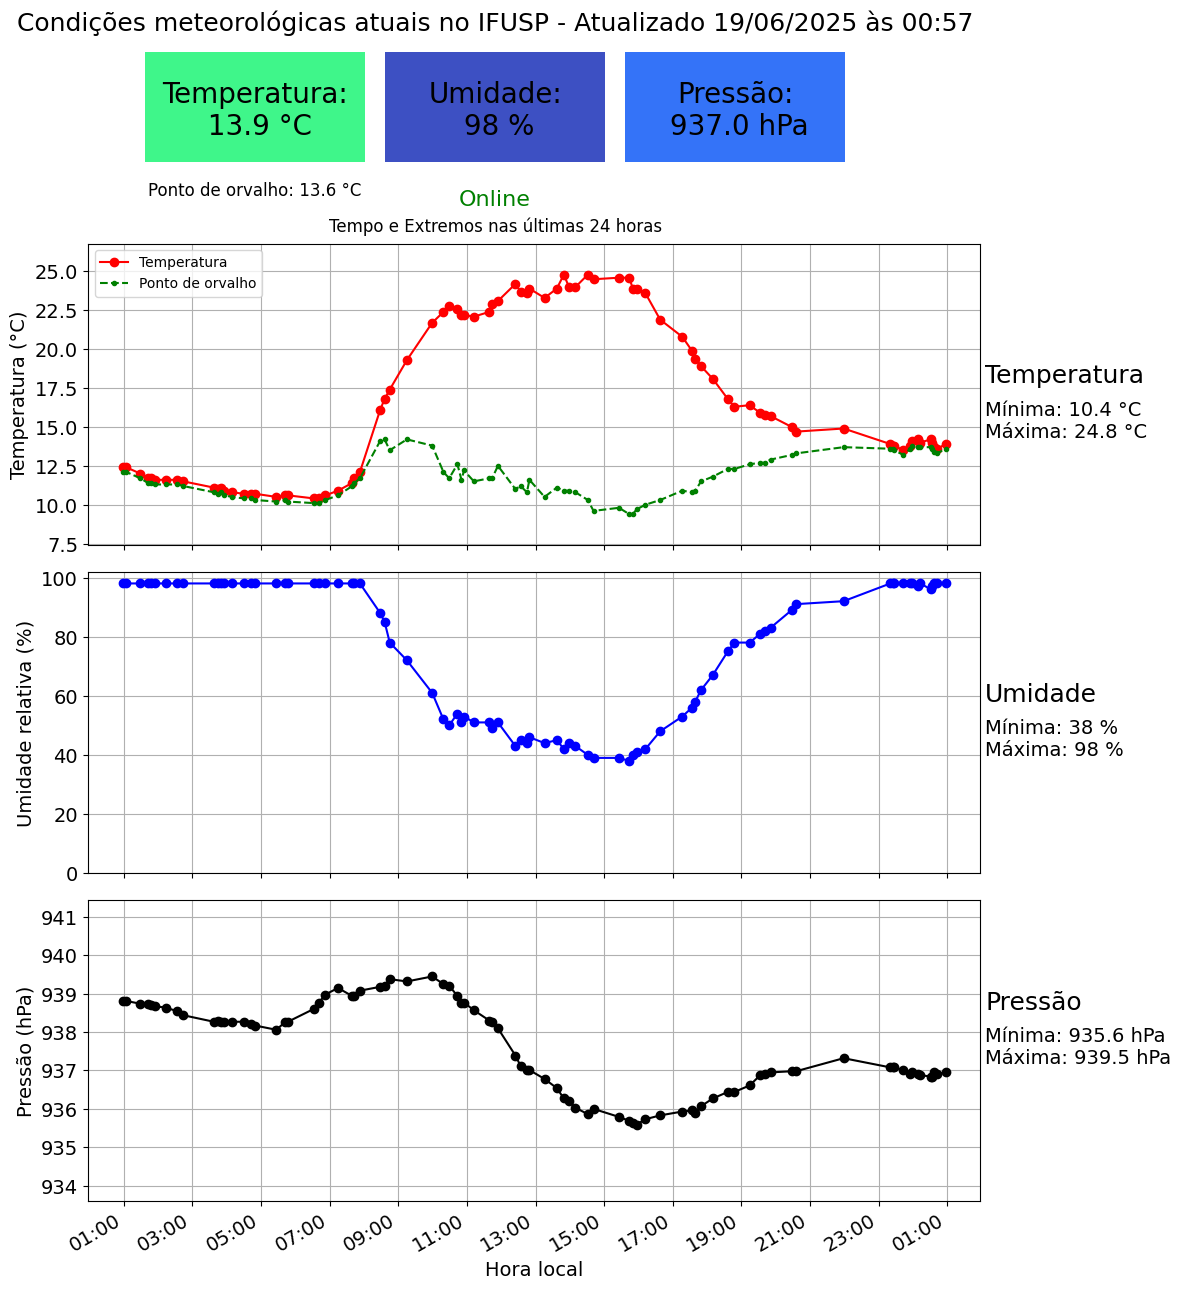 Condições meteorológicas atuais no IFUSP - Atualizado 19/06/2025 às 00:57
Temperatura:
13.9 °C
Umidade:
98 %
Pressão:
937.0 hPa
Ponto de orvalho: 13.6 °C
Online
Tempo e Extremos nas últimas 24 horas
Temperatura (°C)
25.0
22.5
20.0
17.5
15.0
12.5
10.0
7.5
Temperatura
Ponto de orvalho
Temperatura
Mínima: 10.4 °C
Máxima: 24.8 °C
Umidade relativa (%)
100
80
60
40
20
0
Umidade
Mínima: 38 %
Máxima: 98 %
Pressão (hPa)
941
940
939
938
937
936
935
934
Pressão
Mínima: 935.6 hPa
Máxima: 939.5 hPa
01:00 03:00 05:00 07:00 09:00 11:00 13:00 15:00 17:00 19:00 21:00 23:00 01:00
Hora local